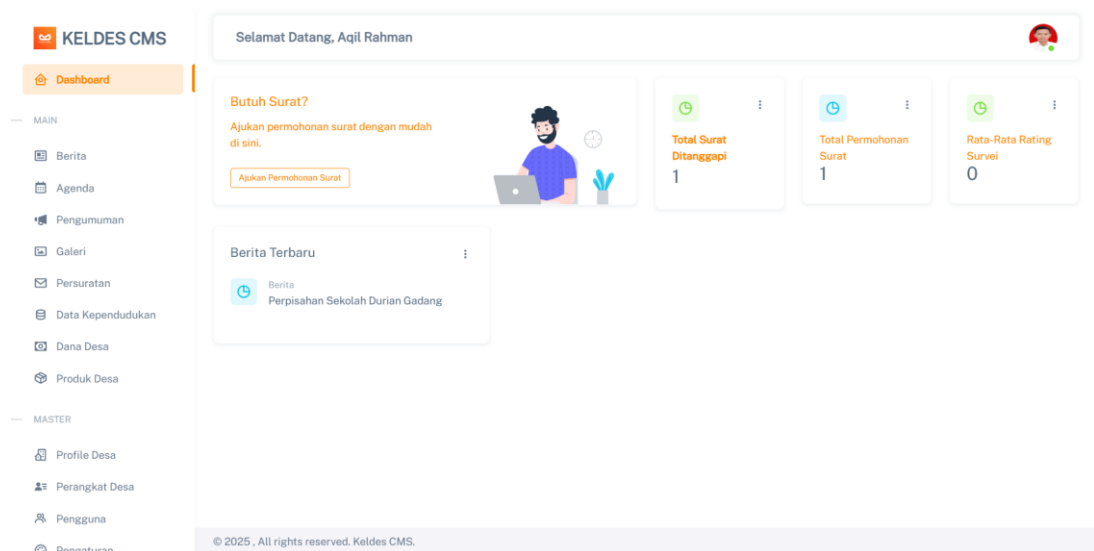 KELDES CMS
Dashboard
MAIN
Berita
Agenda
Pengumuman
Galeri
Persuratan
Data Kependudukan
Dana Desa
Produk Desa
MASTER
Profile Desa
Perangkat Desa
Pengguna
Pengaturan
Selamat Datang, Aqil Rahman
Butuh Surat?
Ajukan permohonan surat dengan mudah
di sini.
Ajukan Permohonan Surat
Total Surat
Ditanggapi
1
Total Permohonan
Surat
1
Rata-Rata Rating
Survei
0
Berita Terbaru
Berita
Perpisahan Sekolah Durian Gadang
© 2025 , All rights reserved. Keldes CMS.